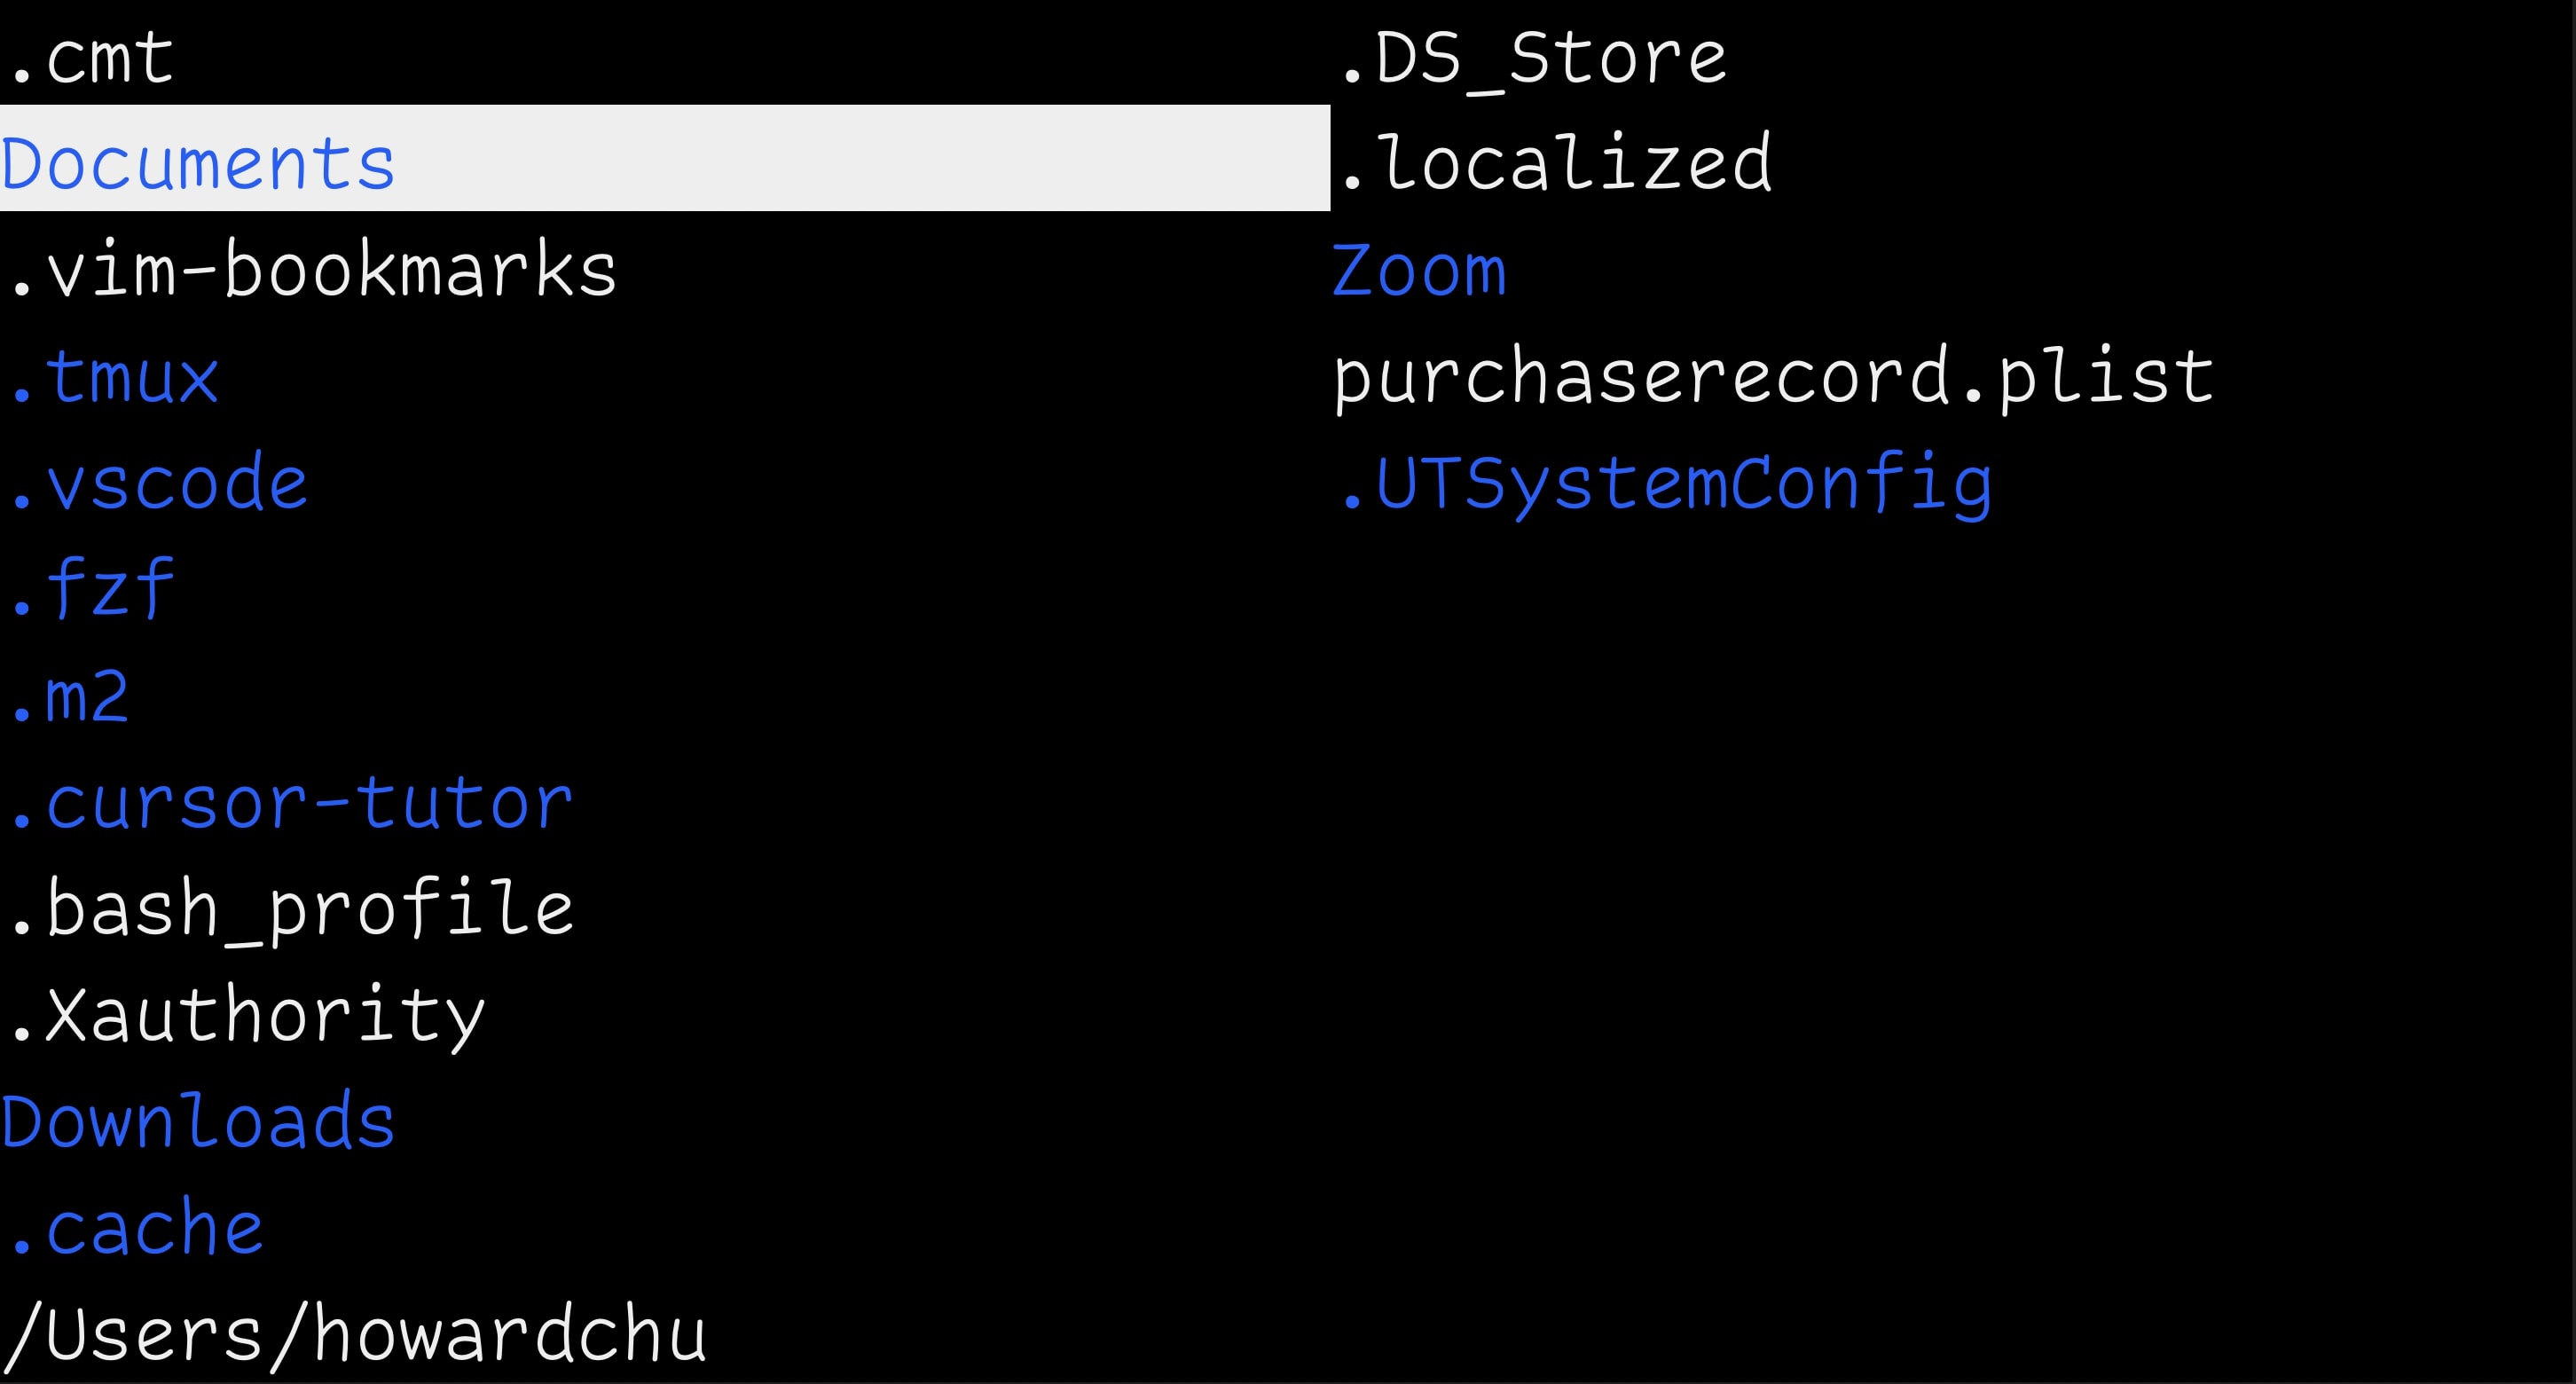 .cmt
Documents
.vim-bookmarks
.tmux
.vscode
.fzf
.m2
.cursor-tutor
.bash_profile
.Xauthority
Downloads
.cache
/Users/howardchu
.DS_Store
.localized
Zoom
purchaserecord.plist
.UTSystemConfig